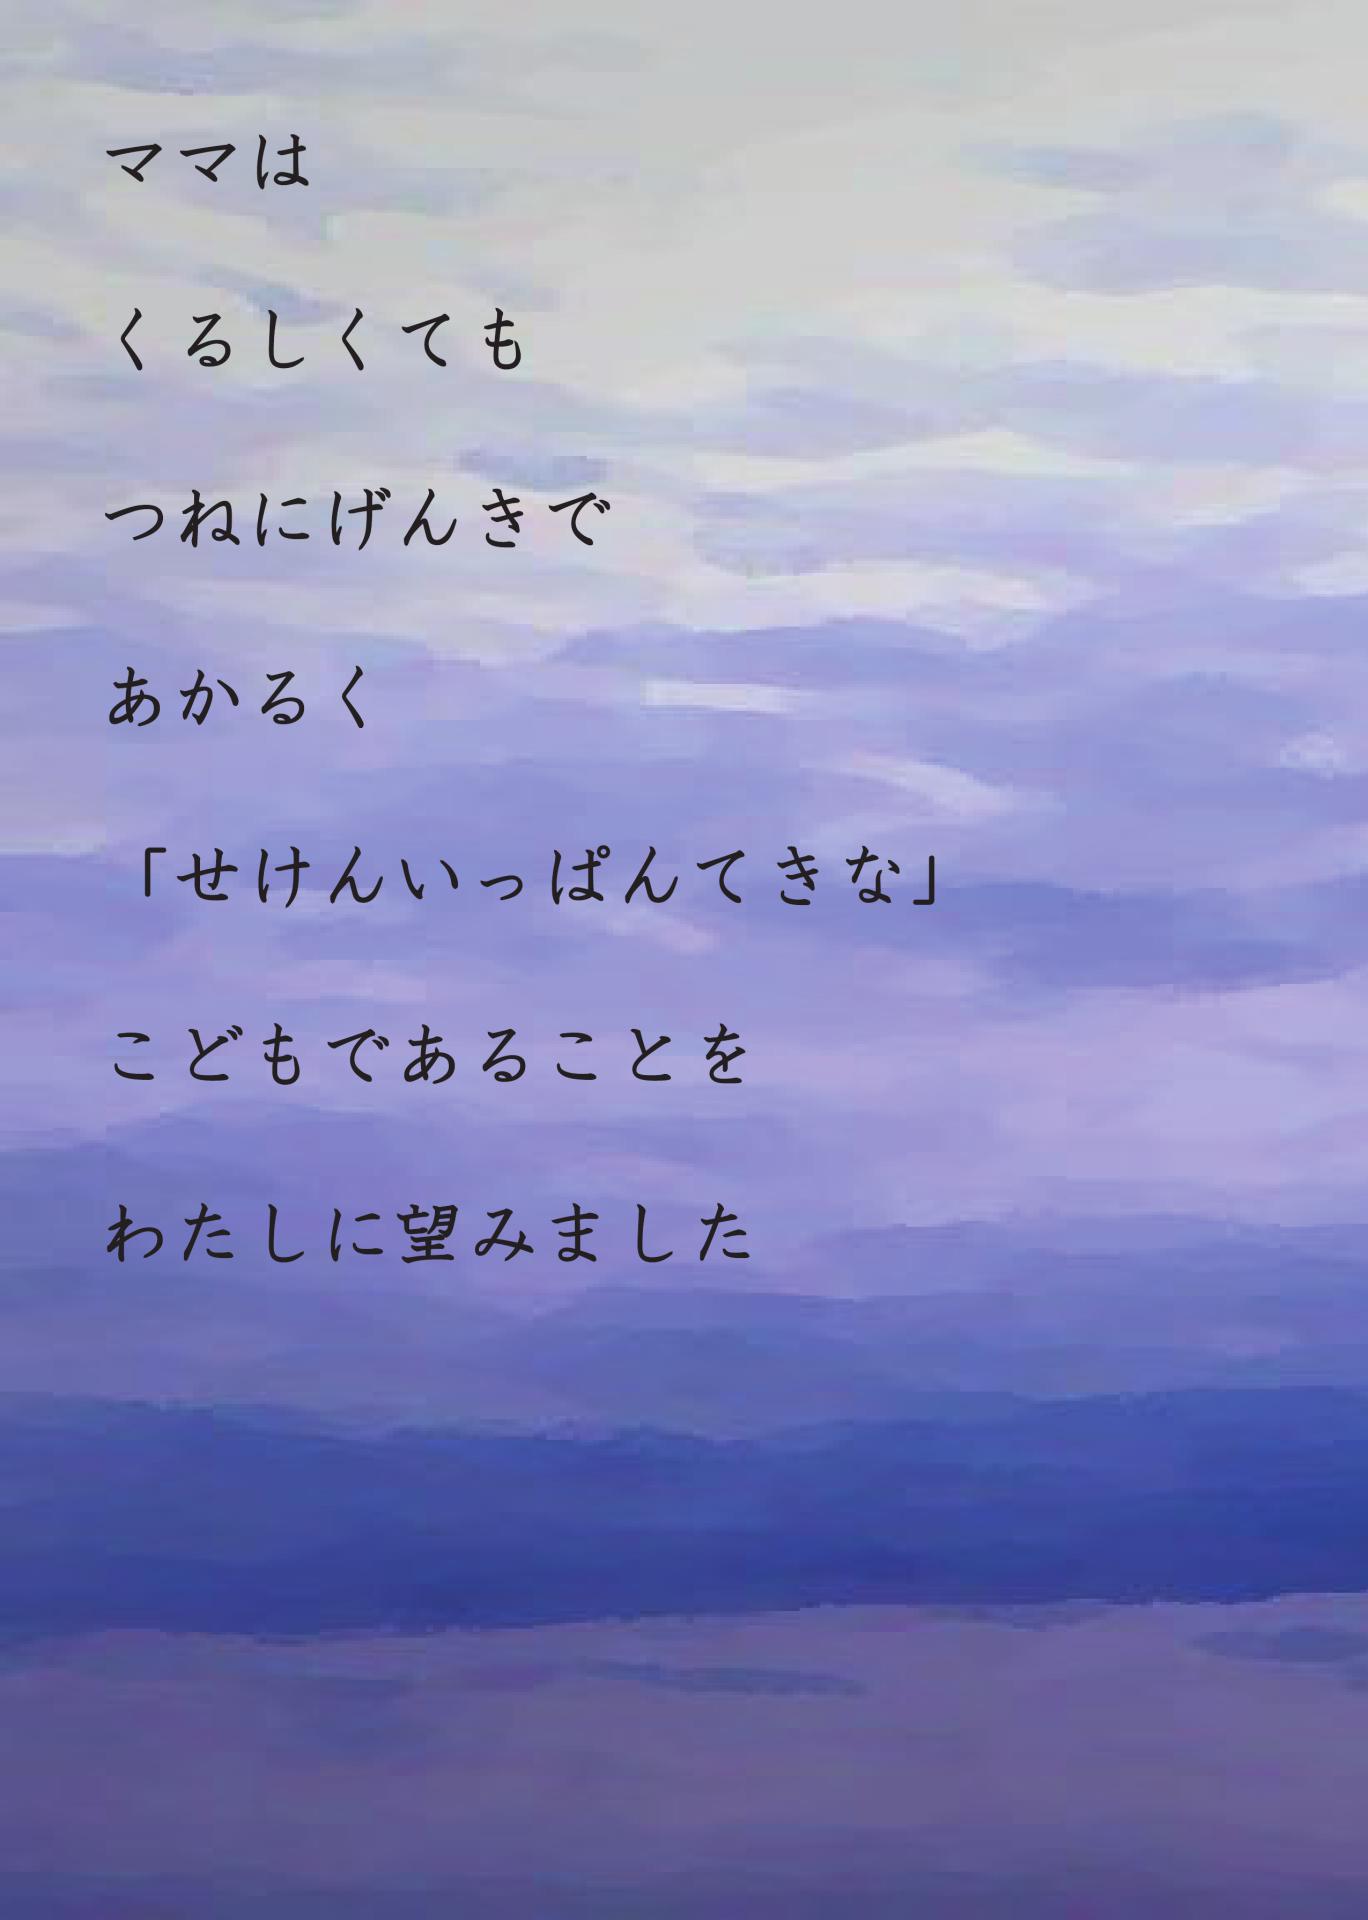 ママは
くるしくても
つねにげんきで
あかるく
「せけんいっぱんてきな」
こどもであることを
わたしに望みました